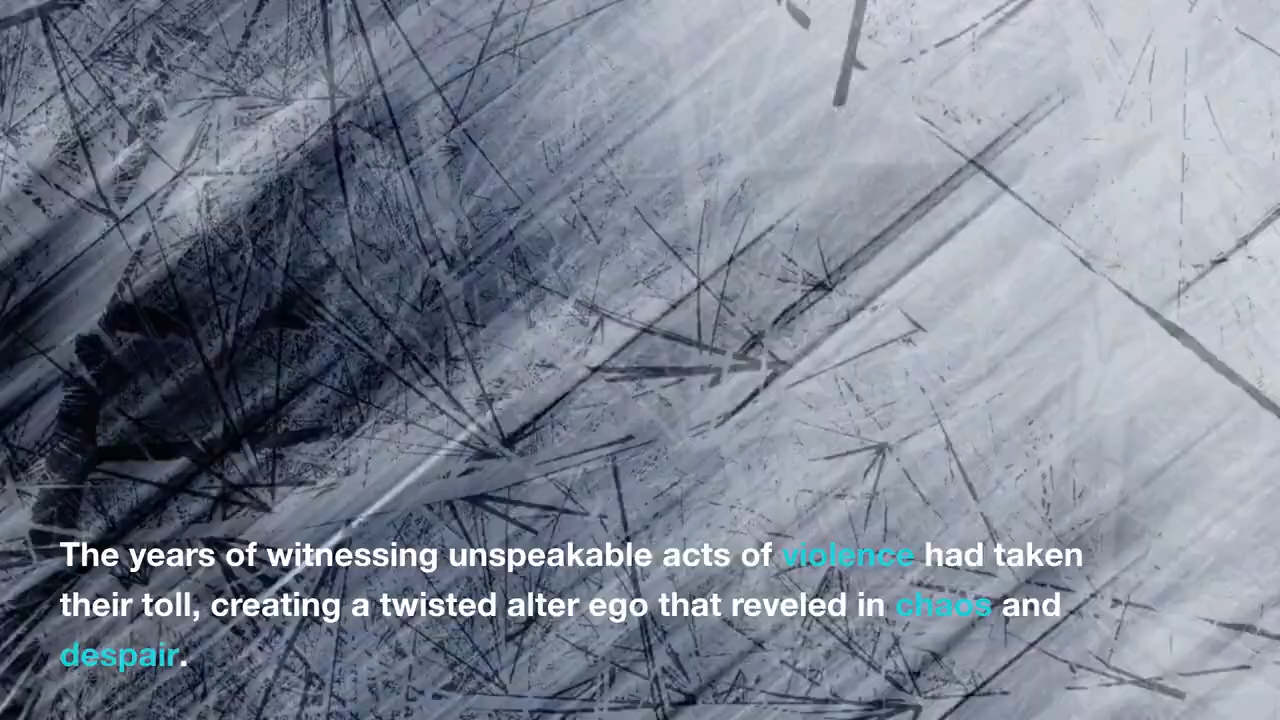 The years of witnessing unspeakable acts of violence had taken
their toll, creating a twisted alter ego that reveled in chaos and
despair.